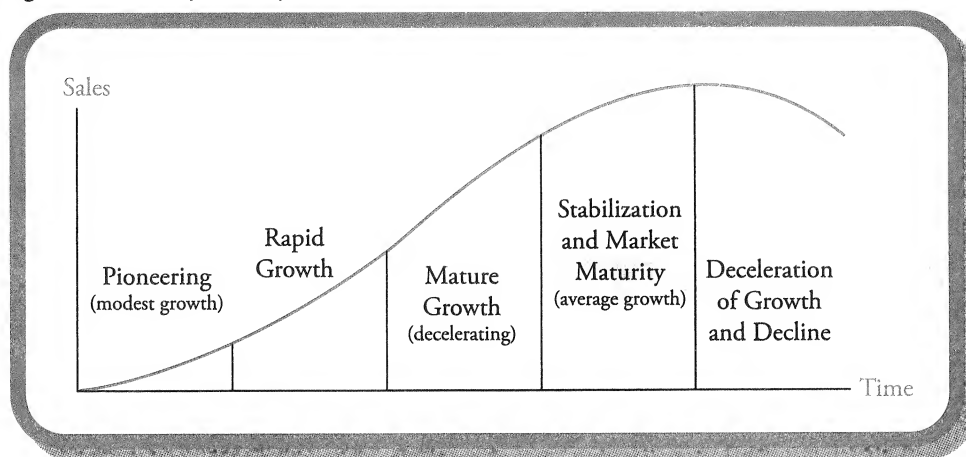 Sales
Pioneering
(modest growth)
Rapid
Growth
Mature
Growth
(decelerating)
Stabilization
and Market
Maturity
(average growth)
Deceleration
of Growth
and Decline
Time